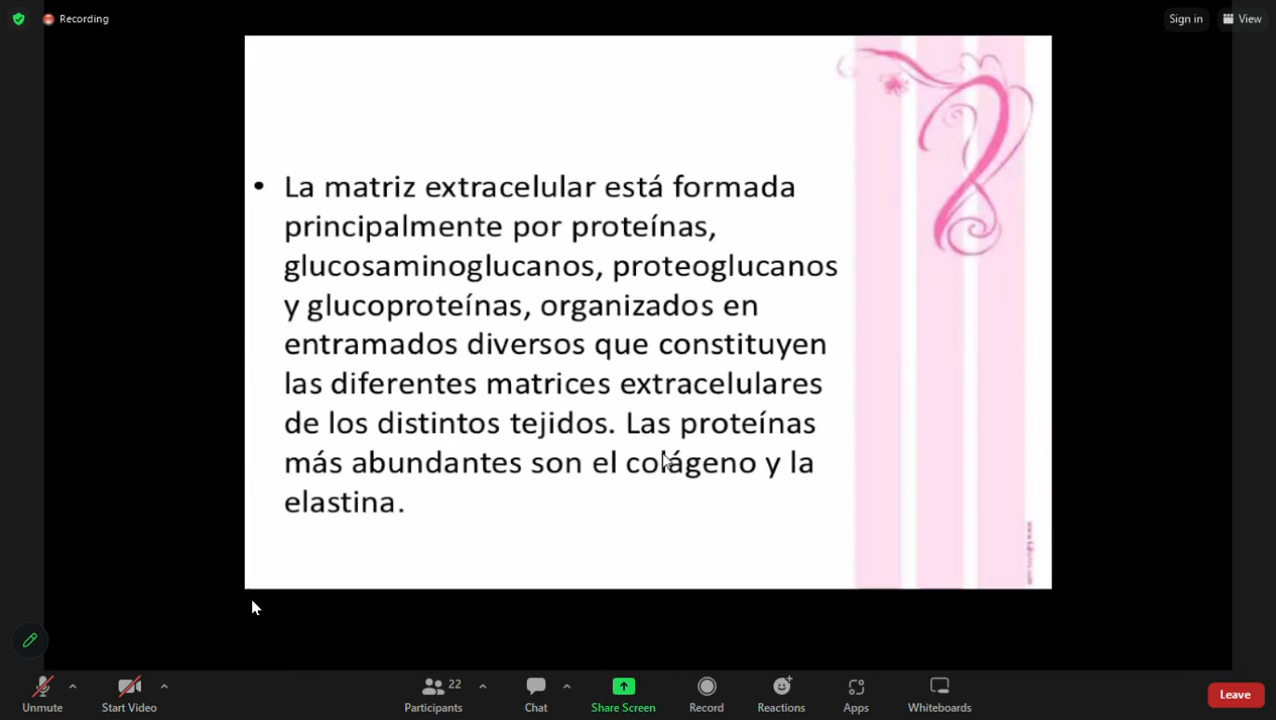 Recording
Sign in
View
• La matriz extracelular está formada
principalmente por proteínas,
glucosaminoglucanos, proteoglucanos
y glucoproteínas, organizados en
entramados diversos que constituyen
las diferentes matrices extracelulares
de los distintos tejidos. Las proteínas
más abundantes son el colágeno y la
elastina.
Unmute
Start Video
22
Participants
Chat
Share Screen
Record
Reactions
Apps
Whiteboards
Leave